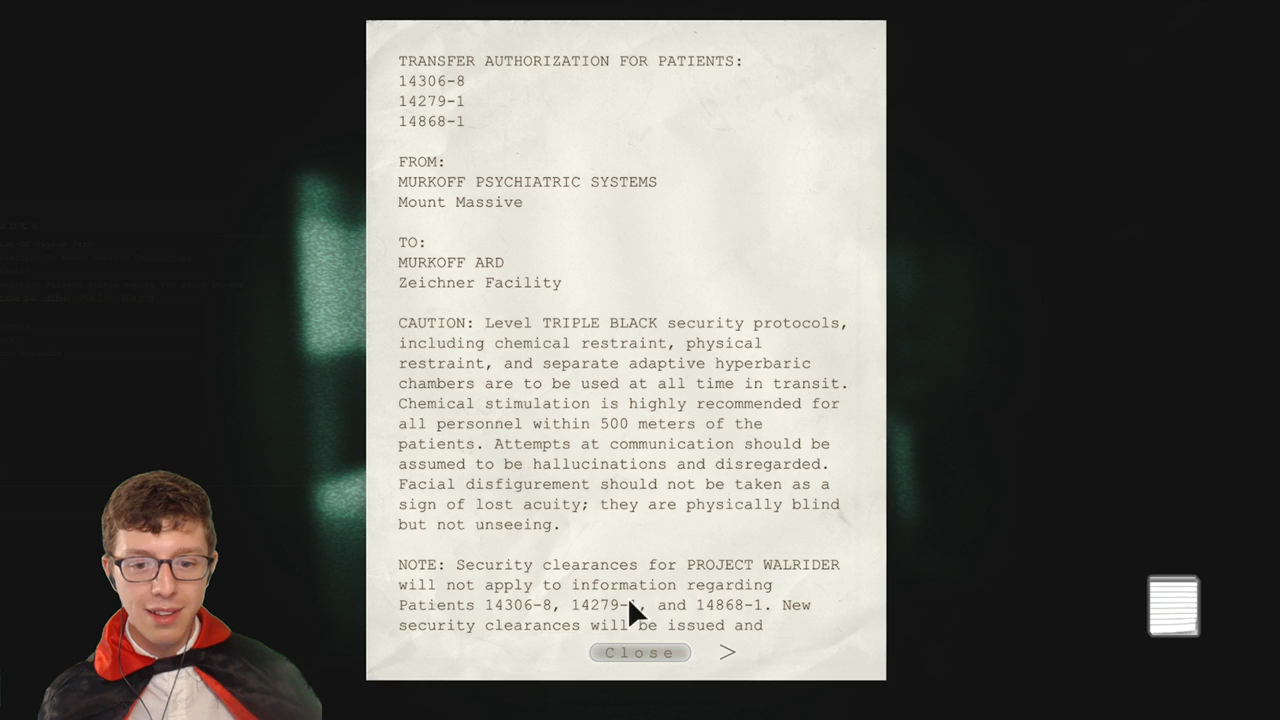 TRANSFER AUTHORIZATION FOR PATIENTS:
14306-8
14279-1
14868-1
FROM:
MURKOFF PSYCHIATRIC SYSTEMS
Mount Massive
TO:
MURKOFF ARD
Zeichner Facility
CAUTION: Level TRIPLE BLACK security protocols,
including chemical restraint, physical
restraint, and separate adaptive hyperbaric
chambers are to be used at all time in transit.
Chemical stimulation is highly recommended for
all personnel within 500 meters of the
patients. Attempts at communication should be
assumed to be hallucinations and disregarded.
Facial disfigurement should not be taken as a
sign of lost acuity; they are physically blind
but not unseeing.
NOTE: Security clearances for PROJECT WALRIDER
will not apply to information regarding
Patients 14306-8, 14279-1, and 14868-1. New
security clearances will be issued and
Close >